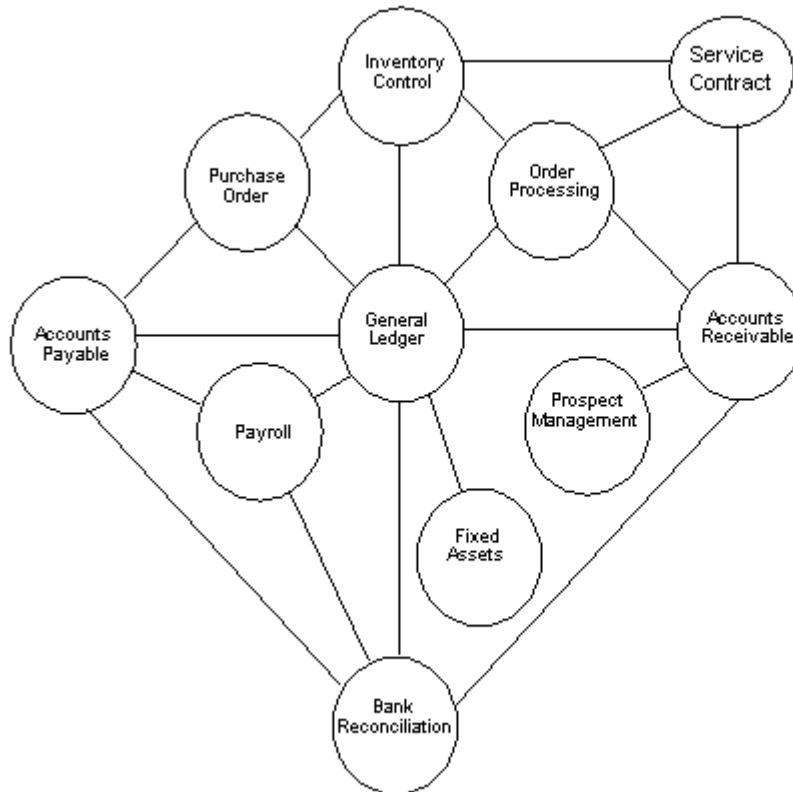 Inventory
Control
Service
Contract
Purchase
Order
Order
Processing
Accounts
Payable
General
Ledger
Accounts
Receivable
Payroll
Prospect
Management
Fixed
Assets
Bank
Reconciliation